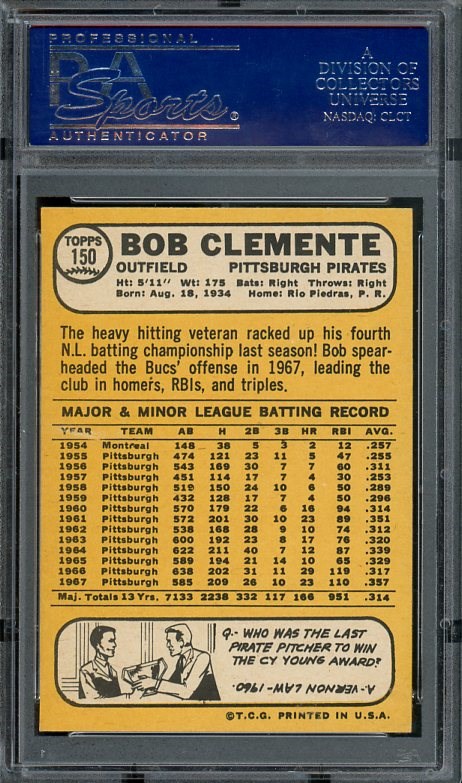 PROFESSIONAL
PSA
Sports®
AUTHENTICATOR
A
DIVISION OF
COLLECTORS
UNIVERSE
NASDAQ: CLCT
TOPPS
150
BOB CLEMENTE
OUTFIELD PITTSBURGH PIRATES
Ht: 5'11" Wt: 175 Bats: Right Throws: Right
Born: Aug. 18, 1934 Home: Rio Piedras, P. R.
The heavy hitting veteran racked up his fourth
N.L. batting championship last season! Bob spear-
headed the Bucs' offense in 1967, leading the
club in homers, RBIs, and triples.
MAJOR & MINOR LEAGUE BATTING RECORD
YEAR TEAM AB H 2B 3B HR RBI AVG.
1954 Montreal 148 38 5 3 2 12 .257
1955 Pittsburgh 474 121 23 11 5 47 .255
1956 Pittsburgh 543 169 30 7 7 60 .311
1957 Pittsburgh 451 114 17 7 4 30 .253
1958 Pittsburgh 519 150 24 10 6 50 .289
1959 Pittsburgh 432 128 17 7 4 50 .296
1960 Pittsburgh 570 179 22 6 16 94 .314
1961 Pittsburgh 572 201 30 10 23 89 .351
1962 Pittsburgh 538 168 28 9 10 74 .312
1963 Pittsburgh 600 192 23 8 17 76 .320
1964 Pittsburgh 622 211 40 7 12 87 .339
1965 Pittsburgh 589 194 21 14 10 65 .329
1966 Pittsburgh 638 202 31 11 29 119 .317
1967 Pittsburgh 585 209 26 10 23 110 .357
Maj. Totals 13 Yrs. 7133 2238 332 117 166 951 .314
Q.- WHO WAS THE LAST
PIRATE PITCHER TO WIN
THE CY YOUNG AWARD?
A- VERNON LAW - 1960.
©T.C.G. PRINTED IN U.S.A.